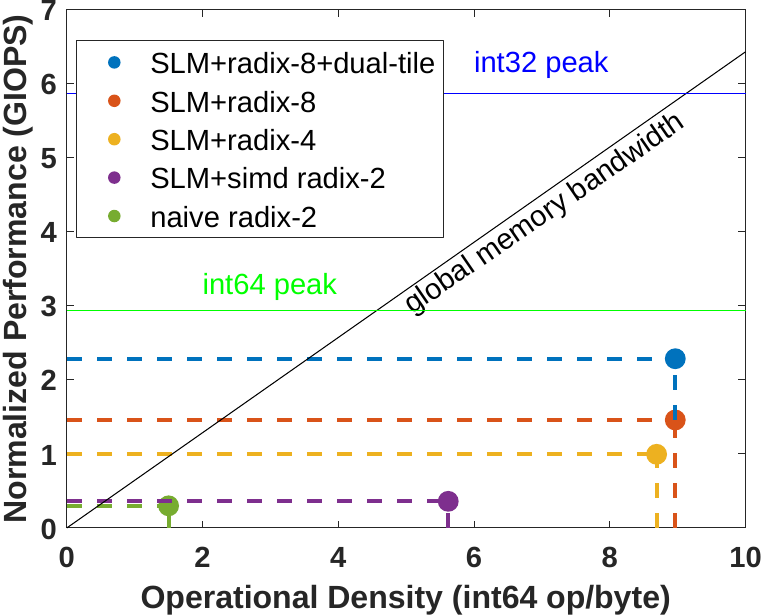 Normalized Performance (GIOPS)
7
6
5
4
3
2
1
0
SLM+radix-8+dual-tile
SLM+radix-8
SLM+radix-4
SLM+simd radix-2
naive radix-2
int32 peak
global memory bandwidth
int64 peak
0 2 4 6 8 10
Operational Density (int64 op/byte)